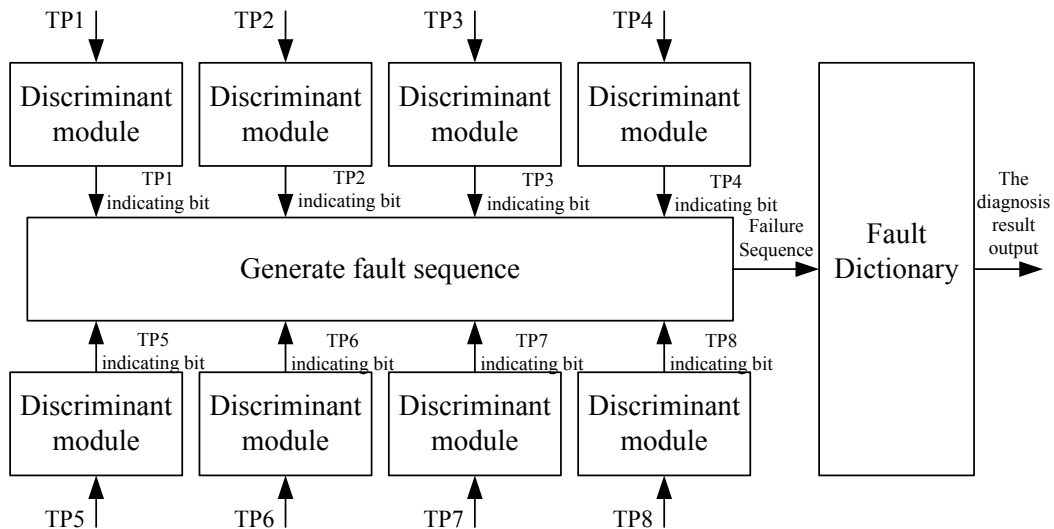 TP1
TP2
TP3
TP4
Discriminant
module
Discriminant
module
Discriminant
module
Discriminant
module
TP1
indicating bit
TP2
indicating bit
TP3
indicating bit
TP4
indicating bit
Generate fault sequence
Failure
Sequence
Fault
Dictionary
The
diagnosis
result
output
TP5
indicating bit
TP6
indicating bit
TP7
indicating bit
TP8
indicating bit
Discriminant
module
Discriminant
module
Discriminant
module
Discriminant
module
TP5
TP6
TP7
TP8